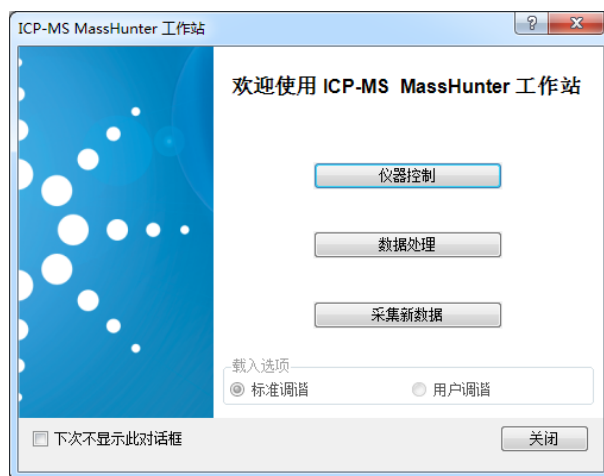 ICP-MS MassHunter 工作站
欢迎使用 ICP-MS MassHunter 工作站
仪器控制
数据处理
采集新数据
载入选项
标准调谐 用户调谐
下次不显示此对话框 关闭